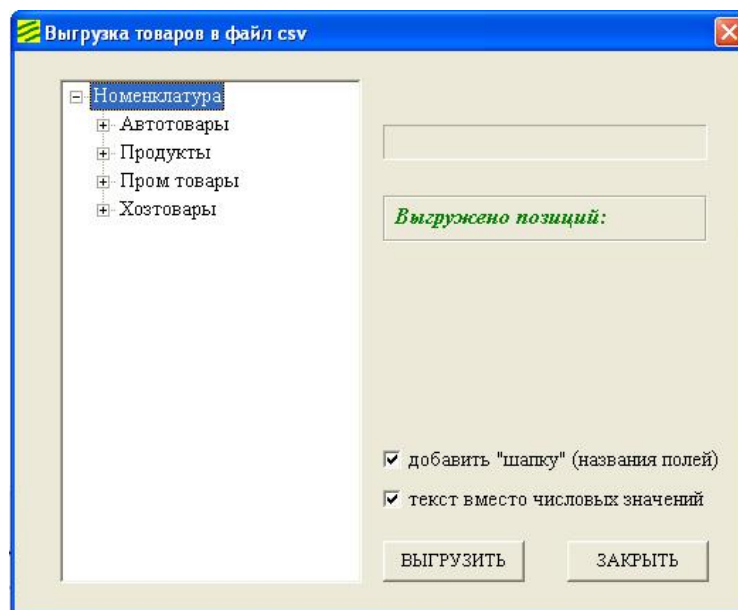 Выгрузка товаров в файл csv
Номенклатура
Автотовары
Продукты
Пром товары
Хозтовары
Выгружено позиций:
добавить "шапку" (названия полей)
текст вместо числовых значений
ВЫГРУЗИТЬ
ЗАКРЫТЬ